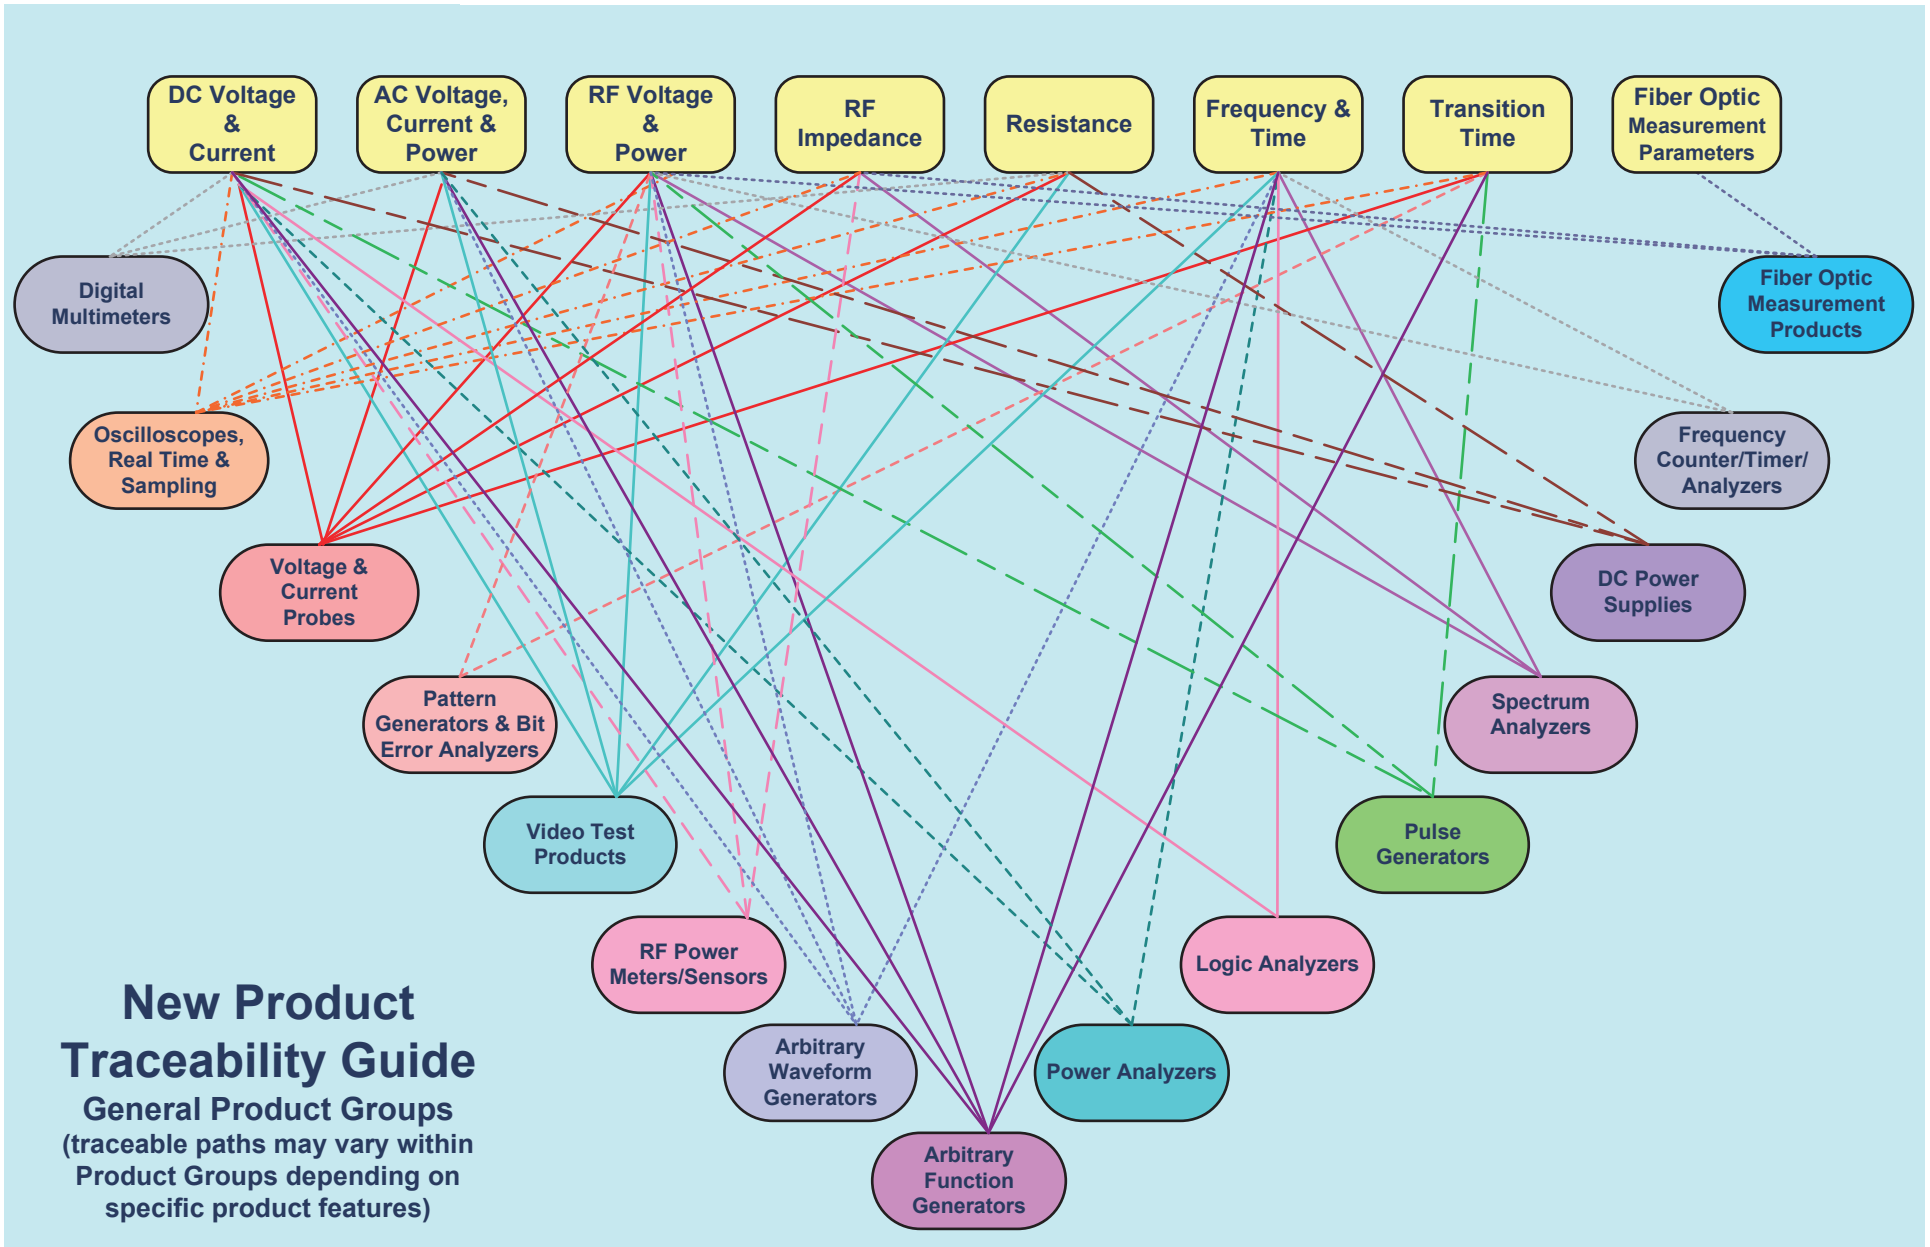 DC Voltage
&
Current
AC Voltage,
Current &
Power
RF Voltage
&
Power
RF
Impedance
Resistance
Frequency &
Time
Transition
Time
Fiber Optic
Measurement
Parameters
Digital
Multimeters
Fiber Optic
Measurement
Products
Oscilloscopes,
Real Time &
Sampling
Frequency
Counter/Timer/
Analyzers
Voltage &
Current
Probes
DC Power
Supplies
Pattern
Generators & Bit
Error Analyzers
Spectrum
Analyzers
Video Test
Products
Pulse
Generators
RF Power
Meters/Sensors
Logic Analyzers
Arbitrary
Waveform
Generators
Power Analyzers
Arbitrary
Function
Generators
New Product
Traceability Guide
General Product Groups
(traceable paths may vary within
Product Groups depending on
specific product features)